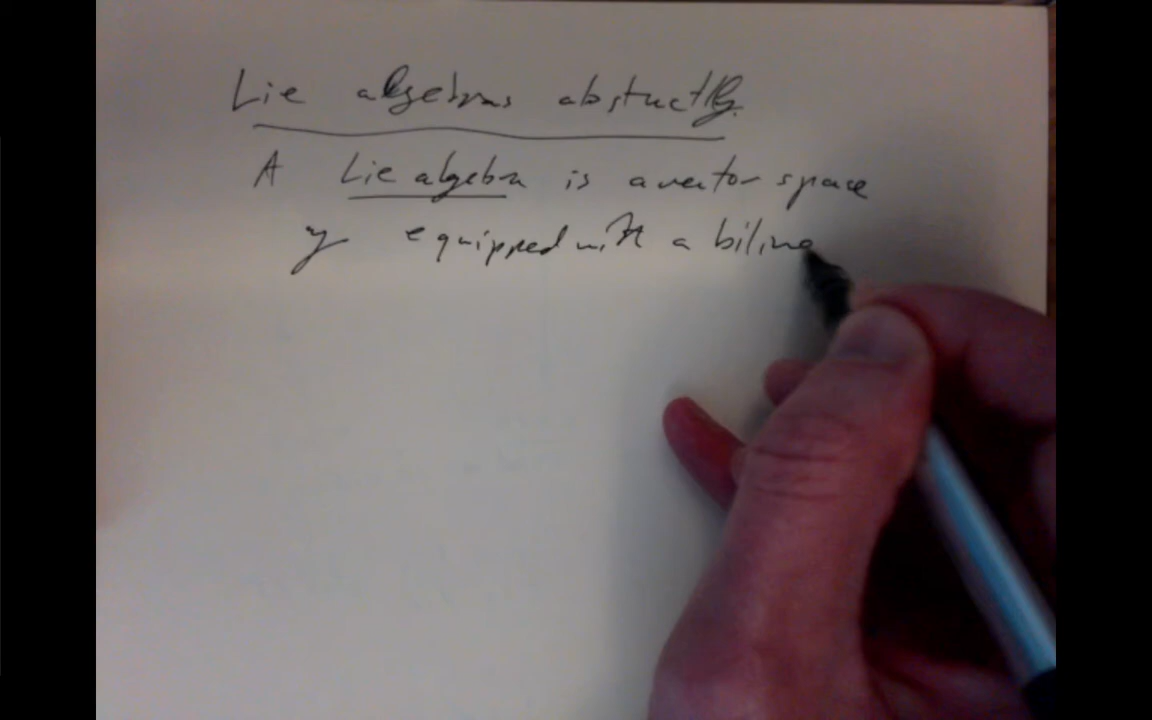 Lie algebras abstractly.
A Lie algebra is a vector space
𝔤 equipped with a biline